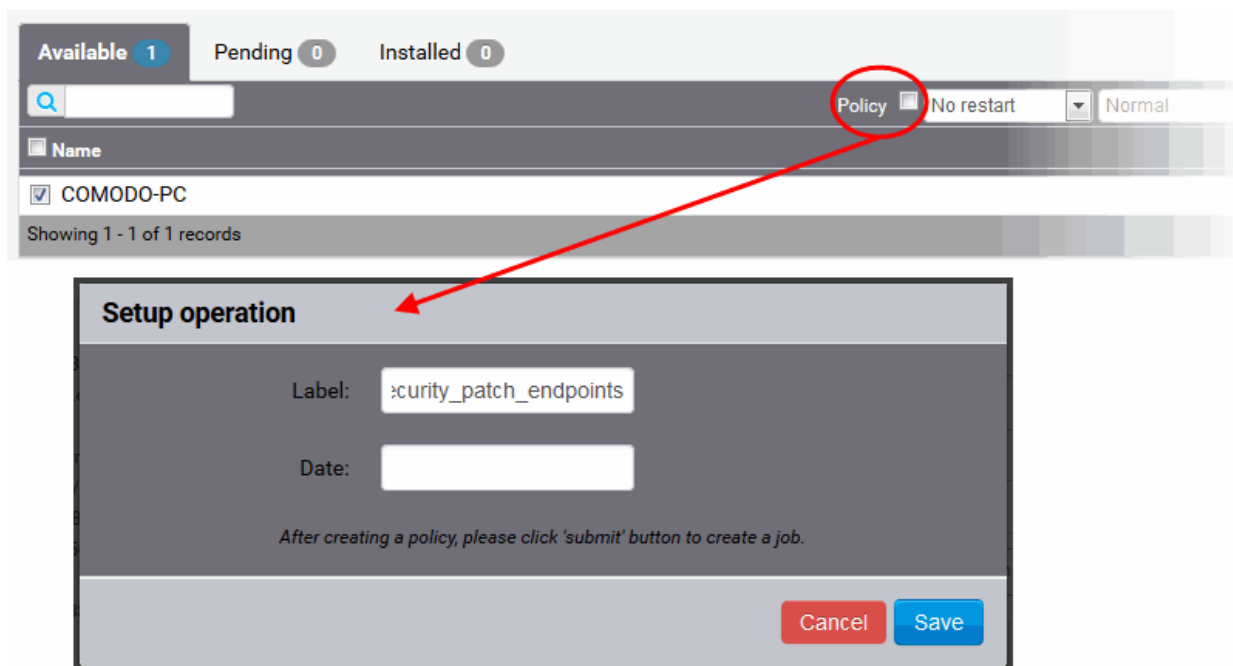 Available 1 Pending 0 Installed 0
Policy No restart Normal
Name
COMODO-PC
Showing 1 - 1 of 1 records
Setup operation
Label: ecurity_patch_endpoints
Date:
After creating a policy, please click 'submit' button to create a job.
Cancel Save